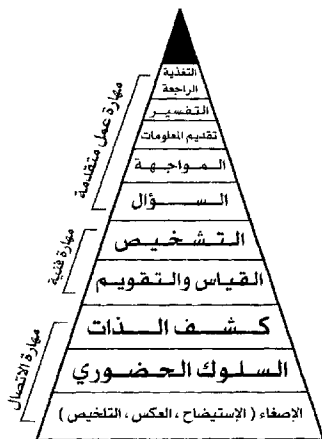 التغذية
الراجعة
التفسير
تقديم المعلومات
المواجهة
السؤال
التشخيص
القياس والتقويم
كشف الذات
السلوك الحضوري
الإصغاء ( الإستيضاح ، العكس ، التلخيص )
مهارة عمل متقدمة
مهارة فنية
مهارة الاتصال